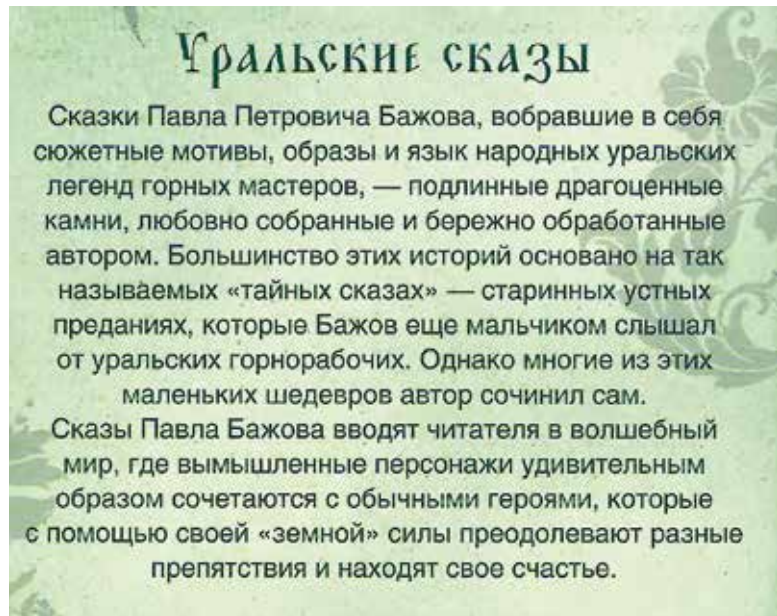 Уральские сказы
Сказки Павла Петровича Бажова, вобравшие в себя
сюжетные мотивы, образы и язык народных уральских
легенд горных мастеров, — подлинные драгоценные
камни, любовно собранные и бережно обработанные
автором. Большинство этих историй основано на так
называемых «тайных сказах» — старинных устных
преданиях, которые Бажов еще мальчиком слышал
от уральских горнорабочих. Однако многие из этих
маленьких шедевров автор сочинил сам.
Сказы Павла Бажова вводят читателя в волшебный
мир, где вымышленные персонажи удивительным
образом сочетаются с обычными героями, которые
с помощью своей «земной» силы преодолевают разные
препятствия и находят свое счастье.